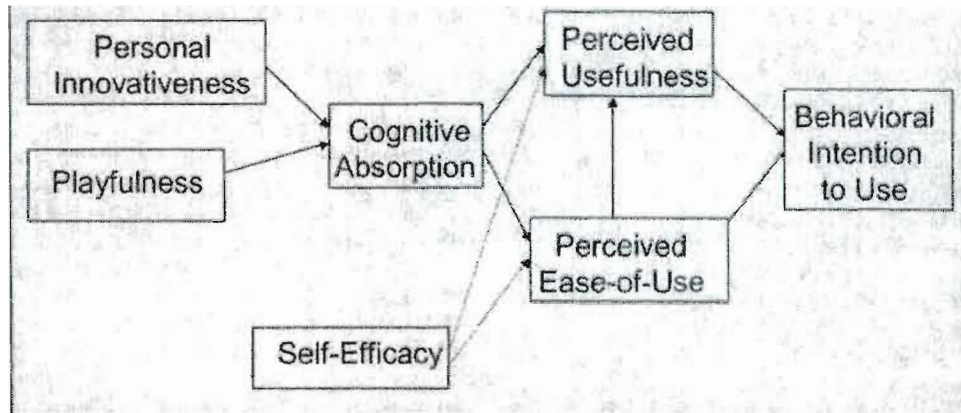 Personal
Innovativeness
Playfulness
Cognitive
Absorption
Perceived
Usefulness
Perceived
Ease-of-Use
Self-Efficacy
Behavioral
Intention
to Use